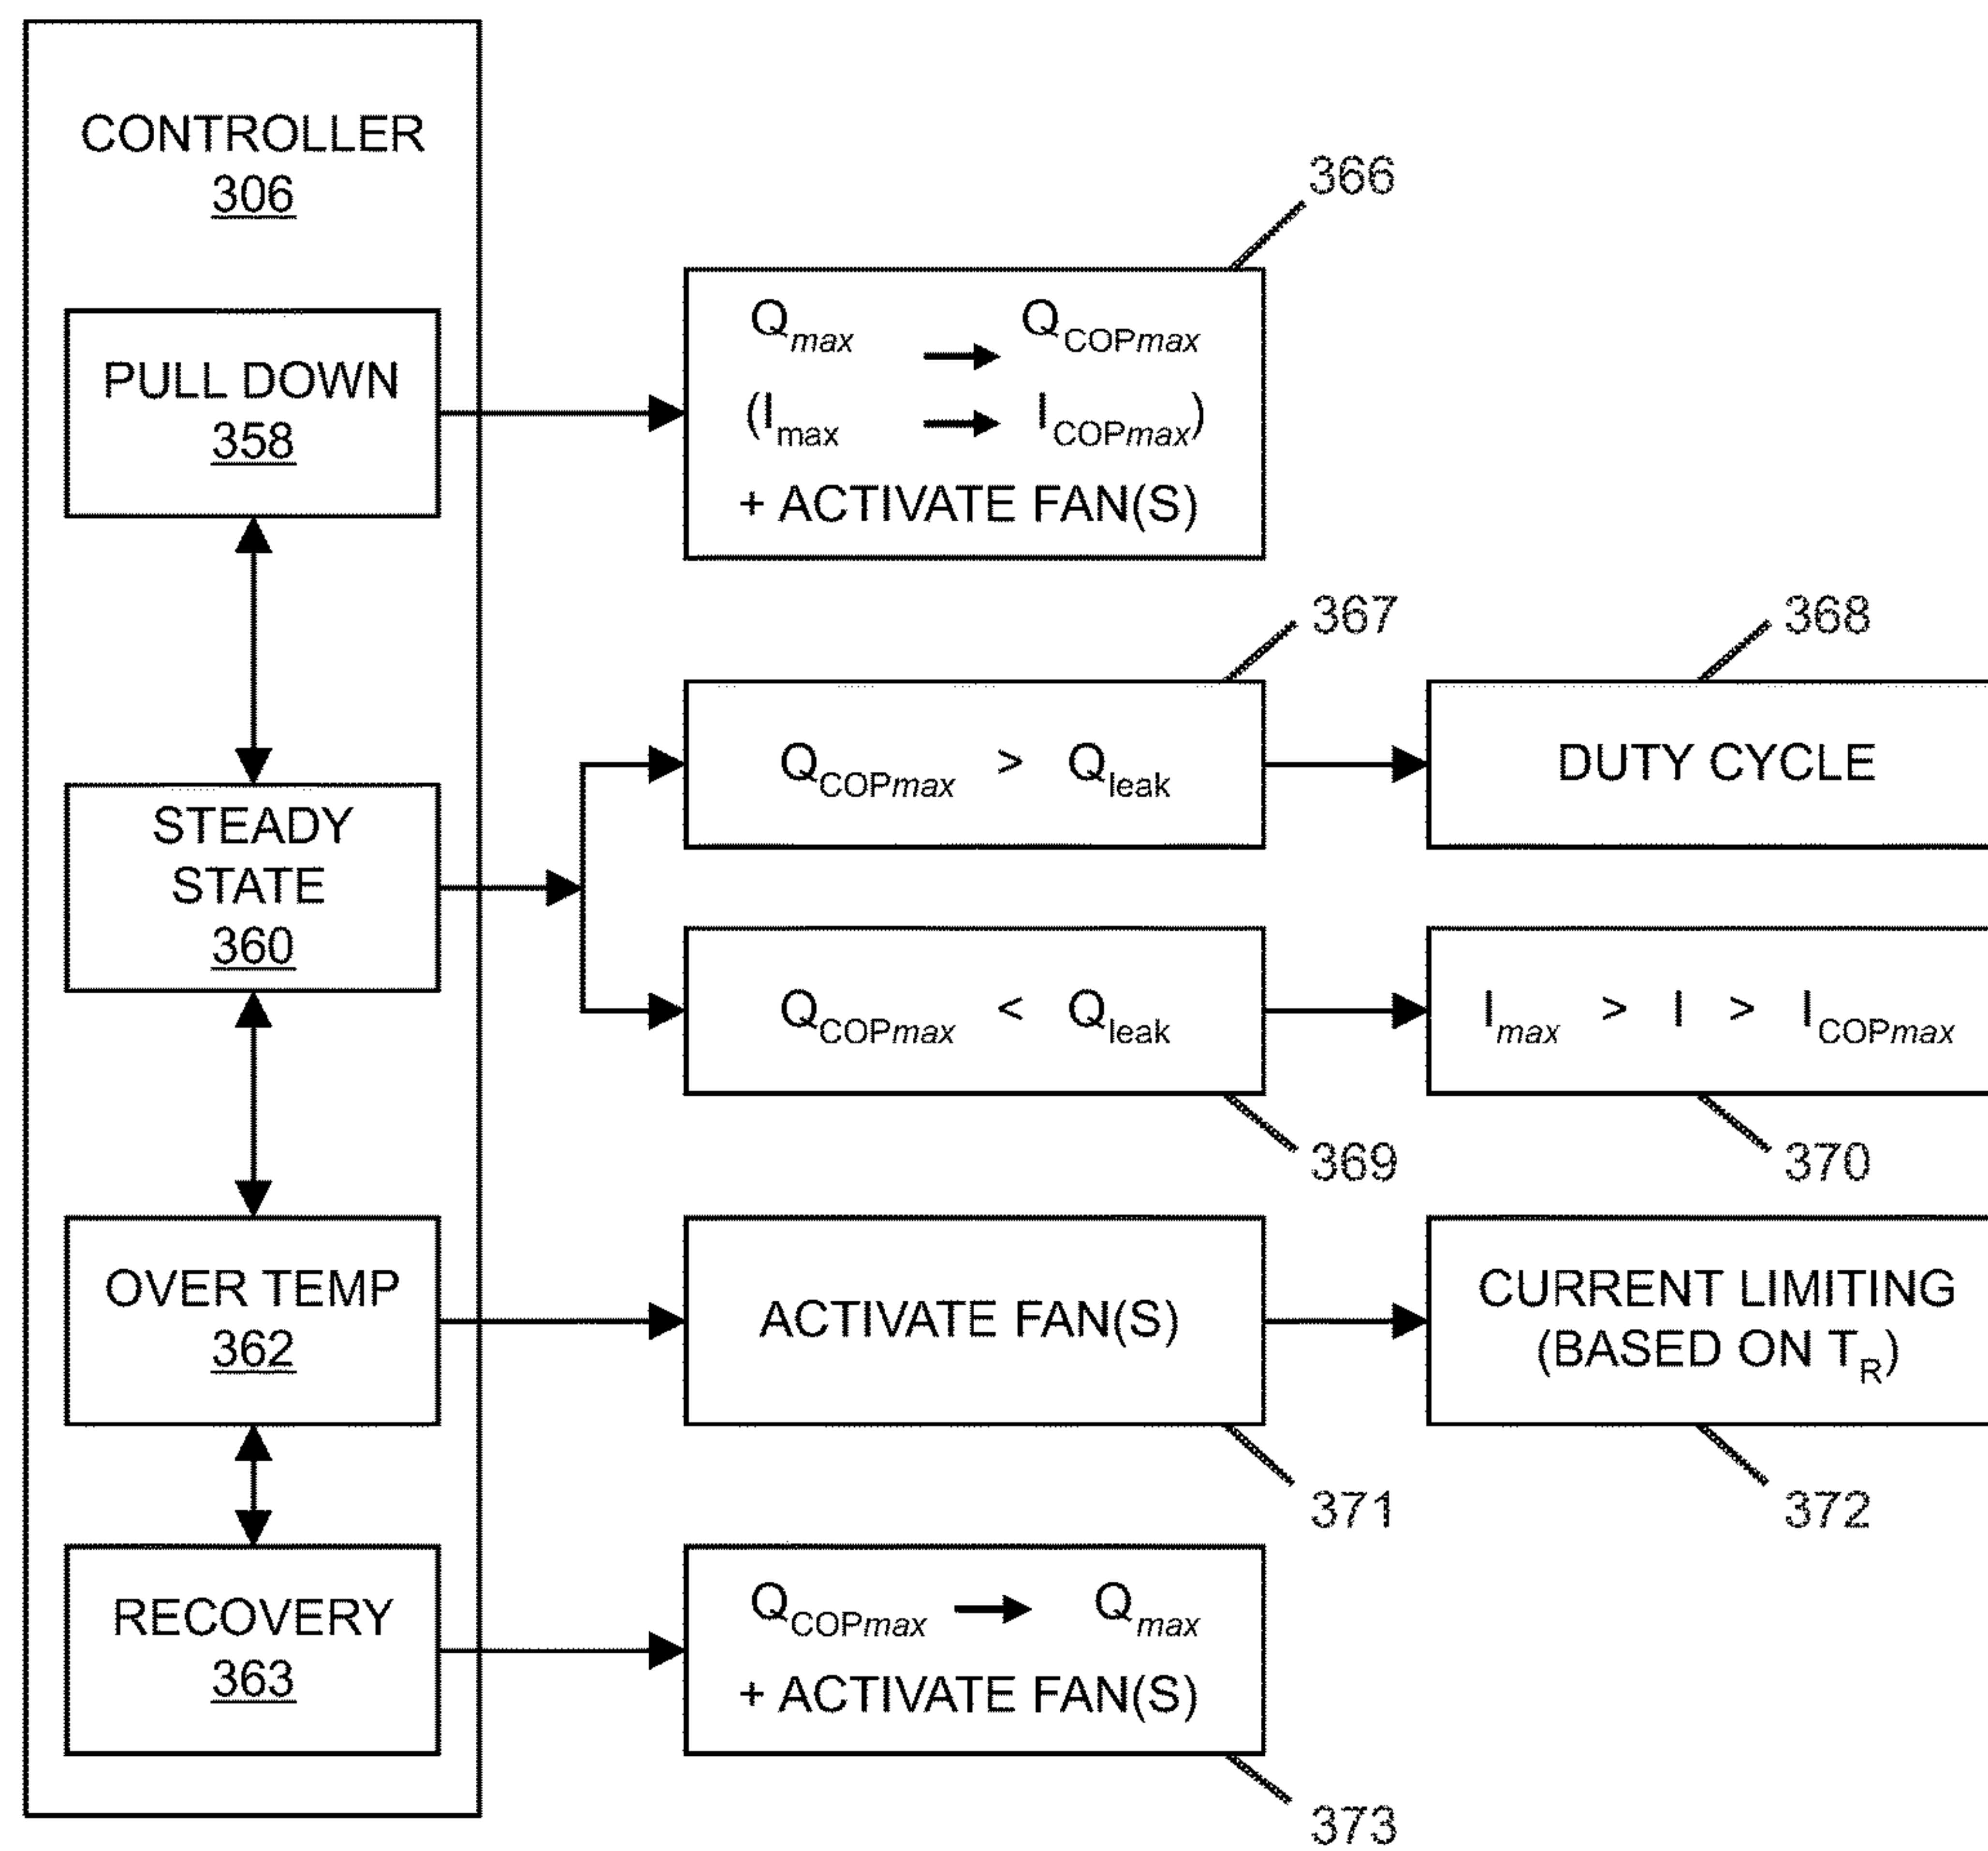 CONTROLLER
306
366
PULL DOWN
358
Qmax → QCOPmax
(Imax → ICOPmax)
+ ACTIVATE FAN(S)
367
368
STEADY
STATE
360
QCOPmax > Qleak
DUTY CYCLE
QCOPmax < Qleak
Imax > I > ICOPmax
369
370
OVER TEMP
362
ACTIVATE FAN(S)
CURRENT LIMITING
(BASED ON TR)
371
372
RECOVERY
363
QCOPmax → Qmax
+ ACTIVATE FAN(S)
373